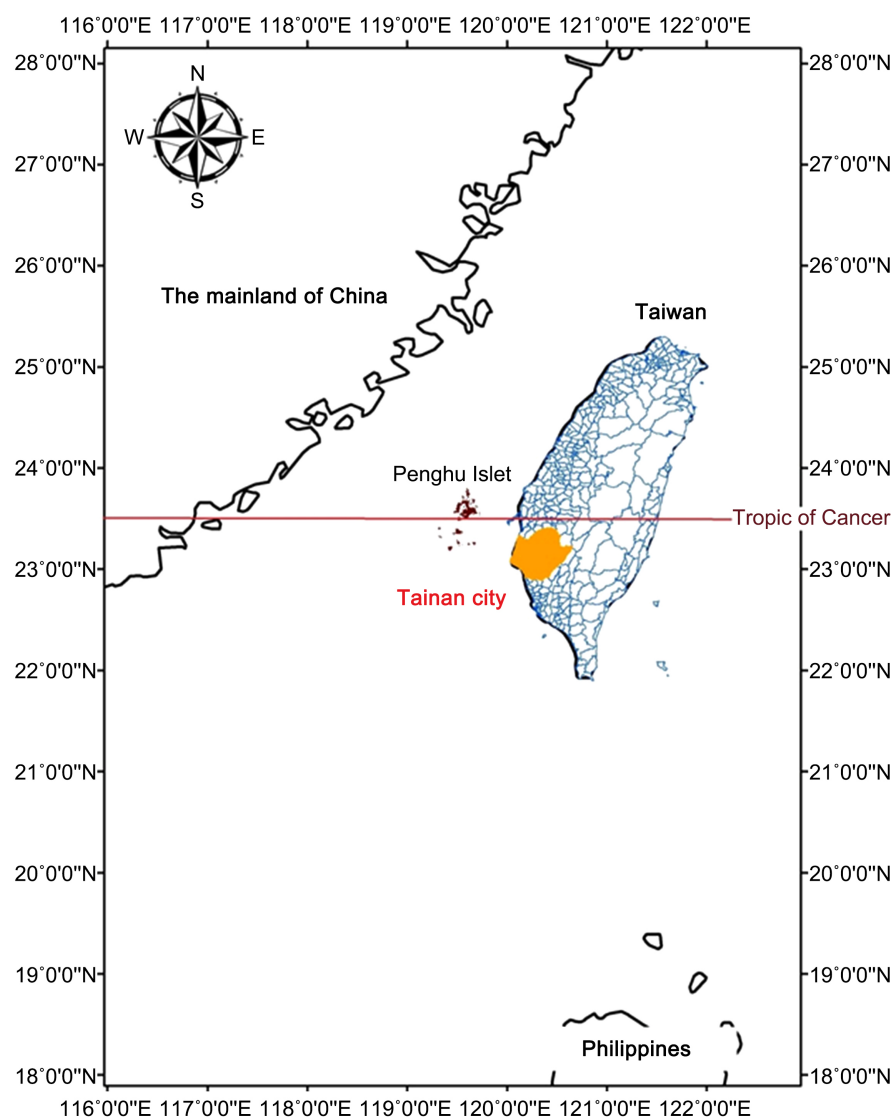 116˚0'0"E 117˚0'0"E 118˚0'0"E 119˚0'0"E 120˚0'0"E 121˚0'0"E 122˚0'0"E
28˚0'0"N 28˚0'0"N
N
W E
S
27˚0'0"N 27˚0'0"N
26˚0'0"N 26˚0'0"N
The mainland of China
Taiwan
25˚0'0"N 25˚0'0"N
24˚0'0"N 24˚0'0"N
Penghu Islet
Tropic of Cancer
23˚0'0"N 23˚0'0"N
Tainan city
22˚0'0"N 22˚0'0"N
21˚0'0"N 21˚0'0"N
20˚0'0"N 20˚0'0"N
19˚0'0"N 19˚0'0"N
Philippines
18˚0'0"N 18˚0'0"N
116˚0'0"E 117˚0'0"E 118˚0'0"E 119˚0'0"E 120˚0'0"E 121˚0'0"E 122˚0'0"E